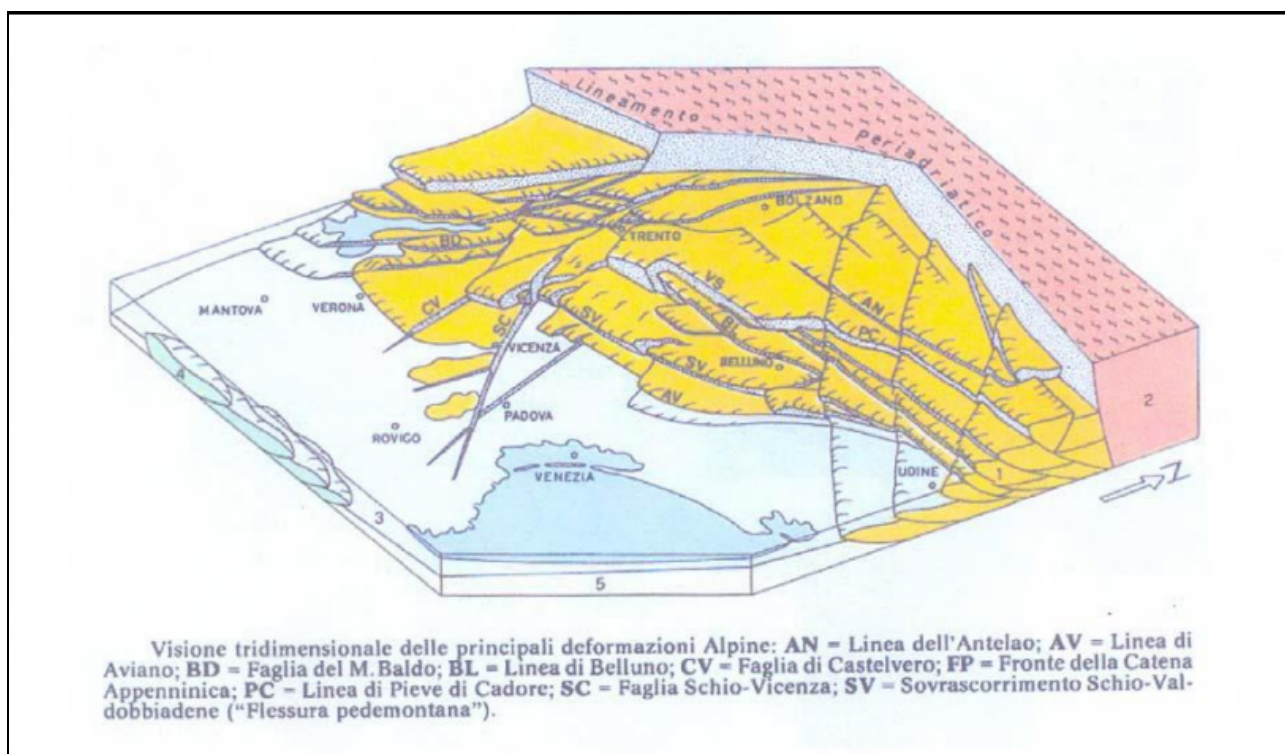 Lineamento
Periadriatico
BOLZANO
TRENTO
BD
VS
AN
PC
MANTOVA
VERONA
CV
SC
SV
BL
VICENZA
SV
BELLUNO
AV
2
A
PADOVA
ROVIGO
VENEZIA
UDINE
1
N
3
5
Visione tridimensionale delle principali deformazioni Alpine: AN = Linea dell'Antelao; AV = Linea di
Aviano; BD = Faglia del M. Baldo; BL = Linea di Belluno; CV = Faglia di Castelvero; FP = Fronte della Catena
Appenninica; PC = Linea di Pieve di Cadore; SC = Faglia Schio-Vicenza; SV = Sovrascorrimento Schio-Val-
dobbiadene ("Flessura pedemontana").